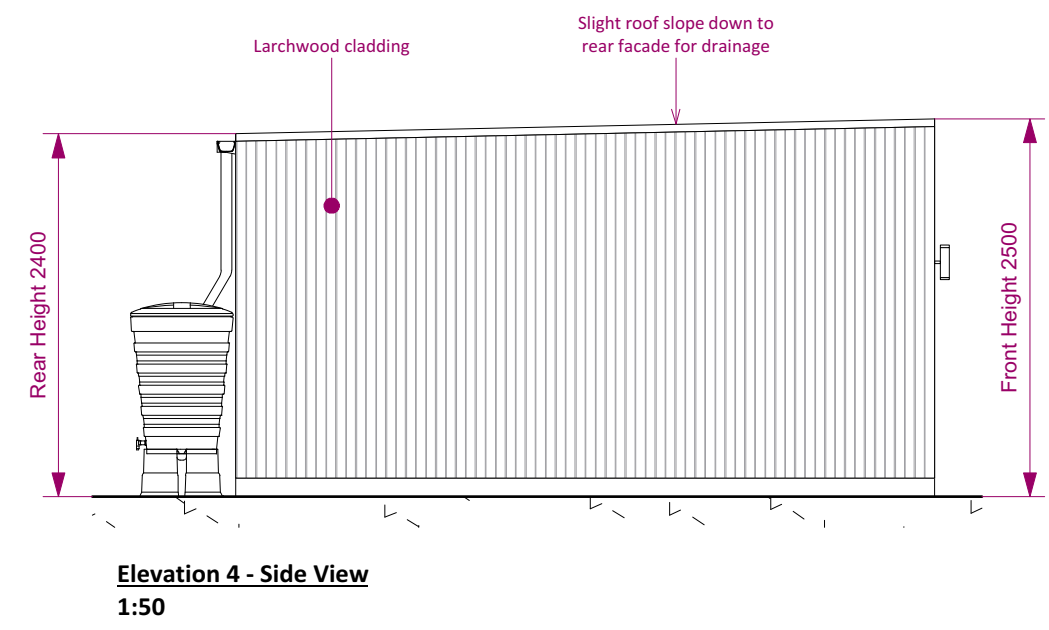 Slight roof slope down to
rear facade for drainage
Larchwood cladding
Rear Height 2400
Front Height 2500
Elevation 4 - Side View
1:50